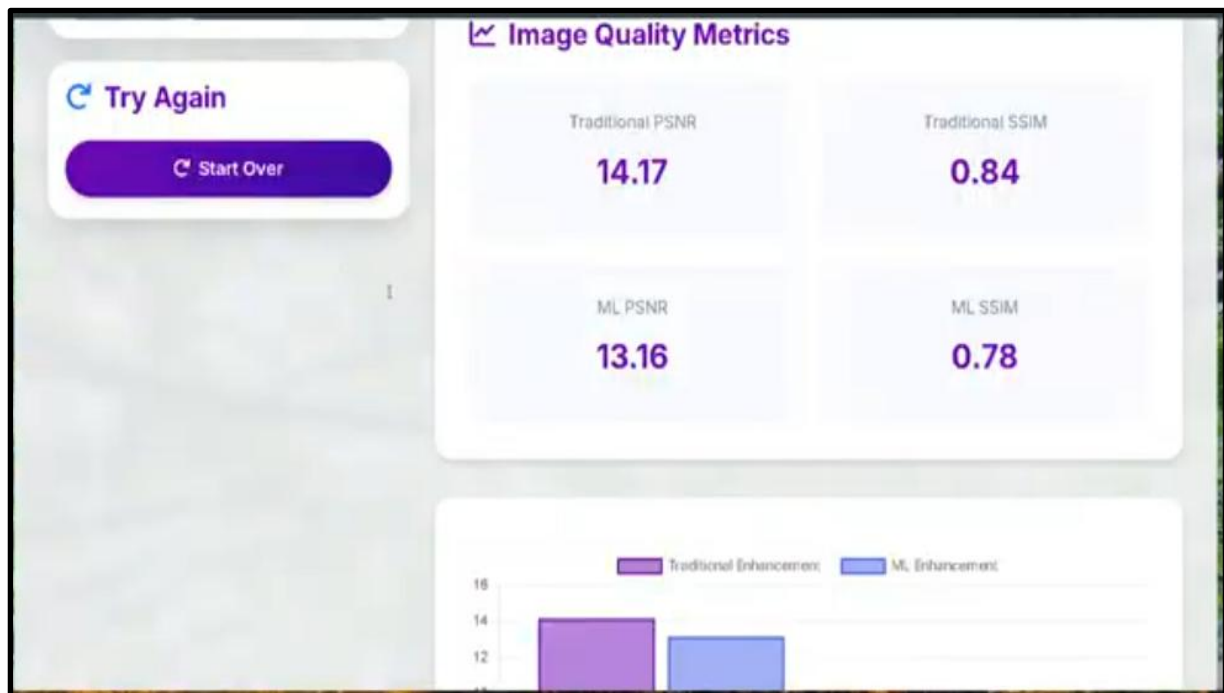 Image Quality Metrics
Try Again
Start Over
Traditional PSNR
14.17
Traditional SSIM
0.84
ML PSNR
13.16
ML SSIM
0.78
Traditional Enhancement
ML Enhancement
16
14
12